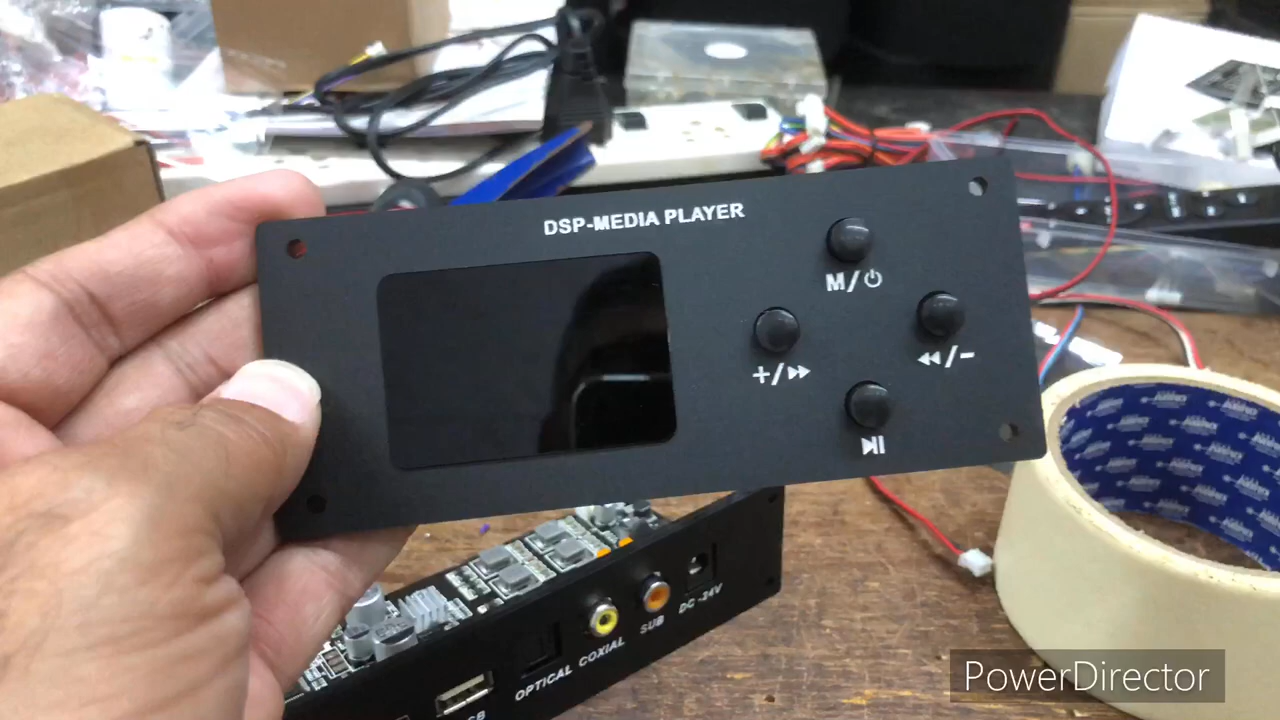 DSP-MEDIA PLAYER
M/⏻
+/⏩
⏪/-
⏯
OPTICAL COXIAL SUB DC -24V
PowerDirector